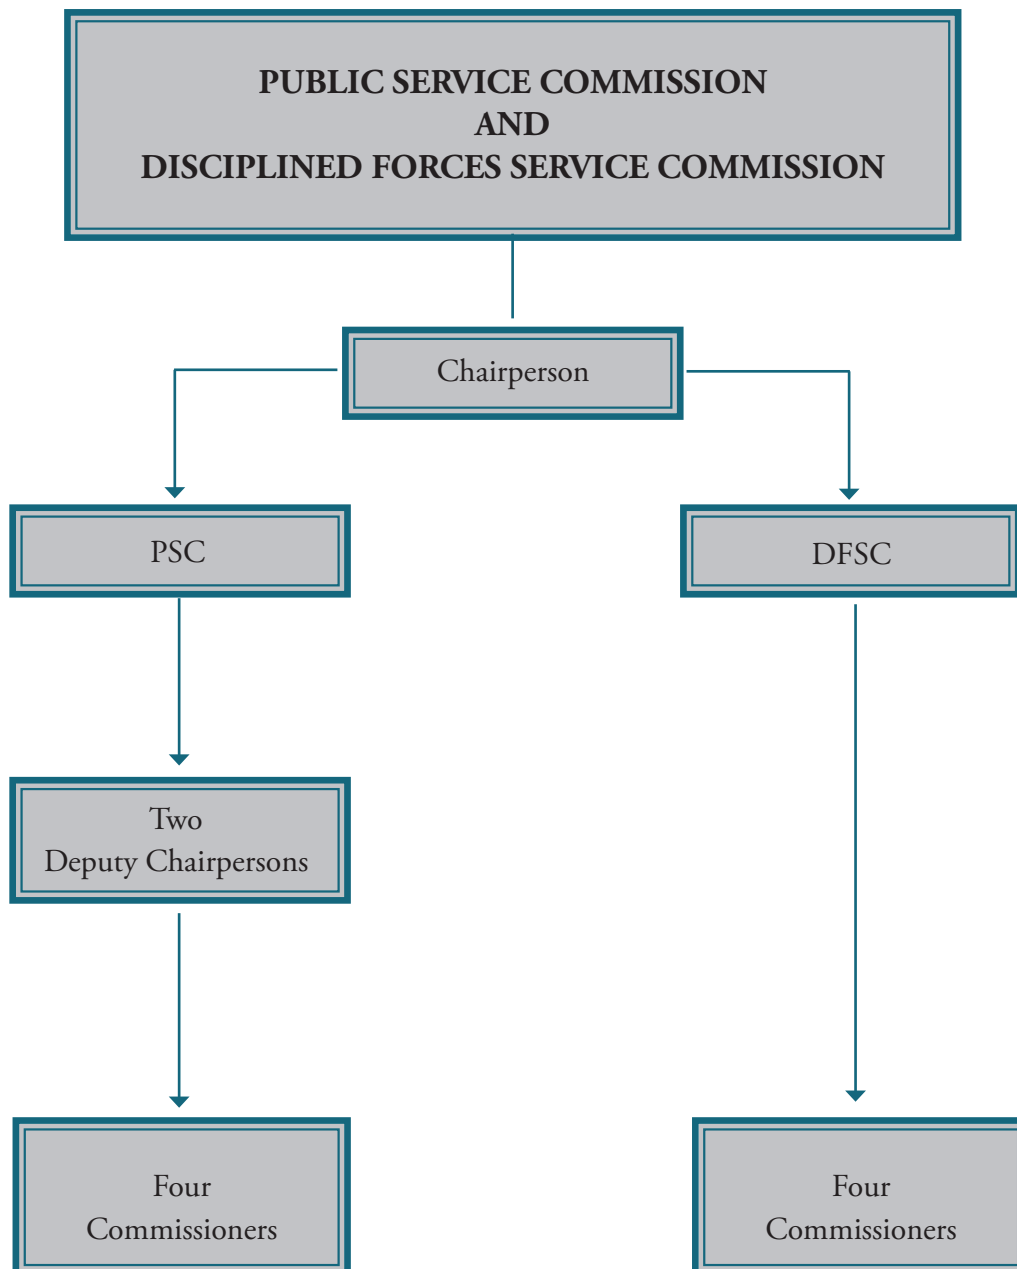 PUBLIC SERVICE COMMISSION
AND
DISCIPLINED FORCES SERVICE COMMISSION
Chairperson
PSC
DFSC
Two
Deputy Chairpersons
Four
Commissioners
Four
Commissioners